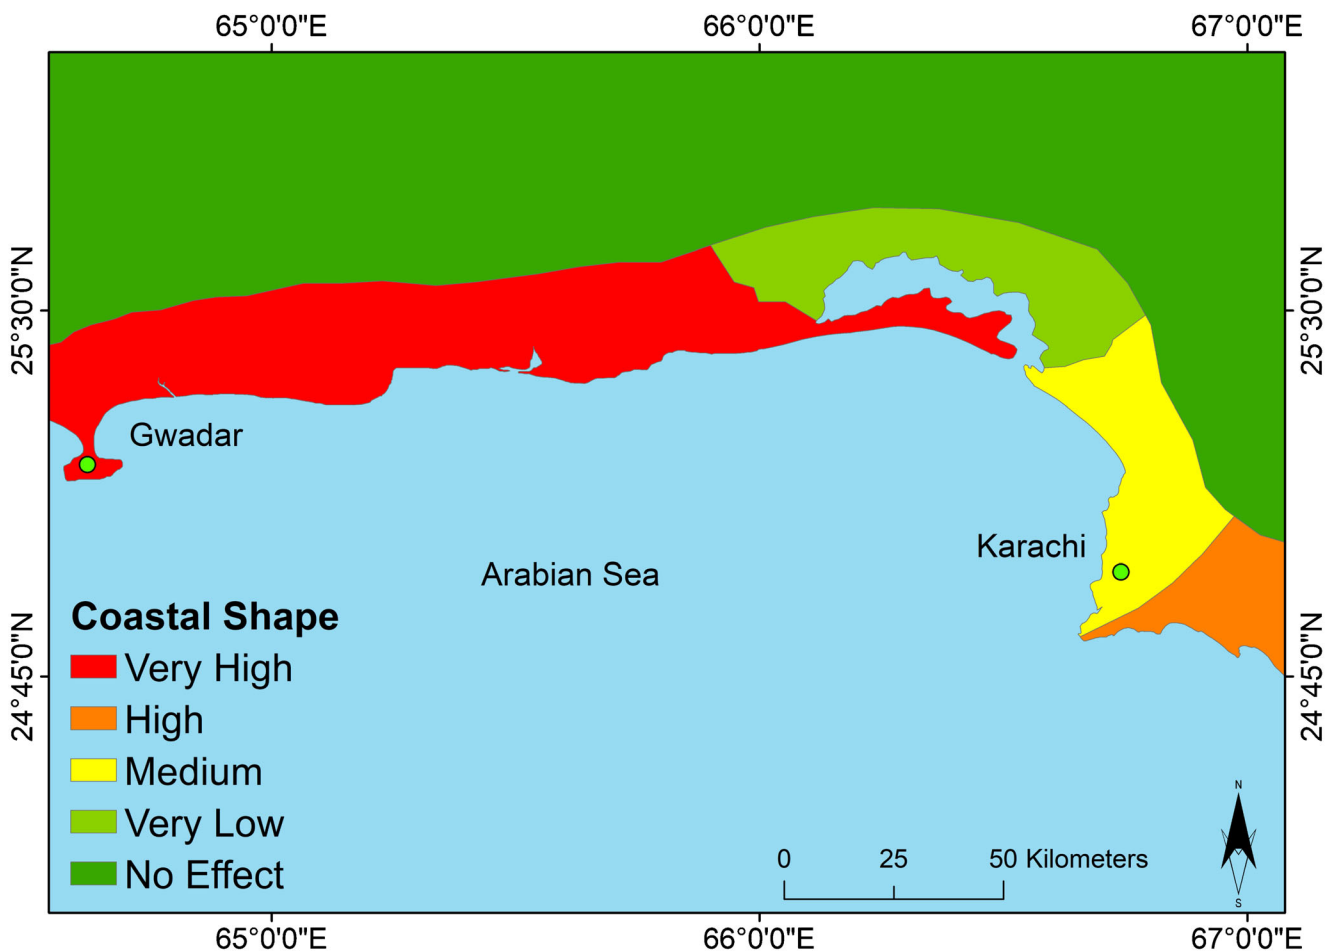 65°0'0"E 66°0'0"E 67°0'0"E
25°30'0"N 25°30'0"N
Gwadar
Karachi
Arabian Sea
Coastal Shape
Very High
High
Medium
Very Low
No Effect
24°45'0"N 24°45'0"N
N
S
0 25 50 Kilometers
65°0'0"E 66°0'0"E 67°0'0"E